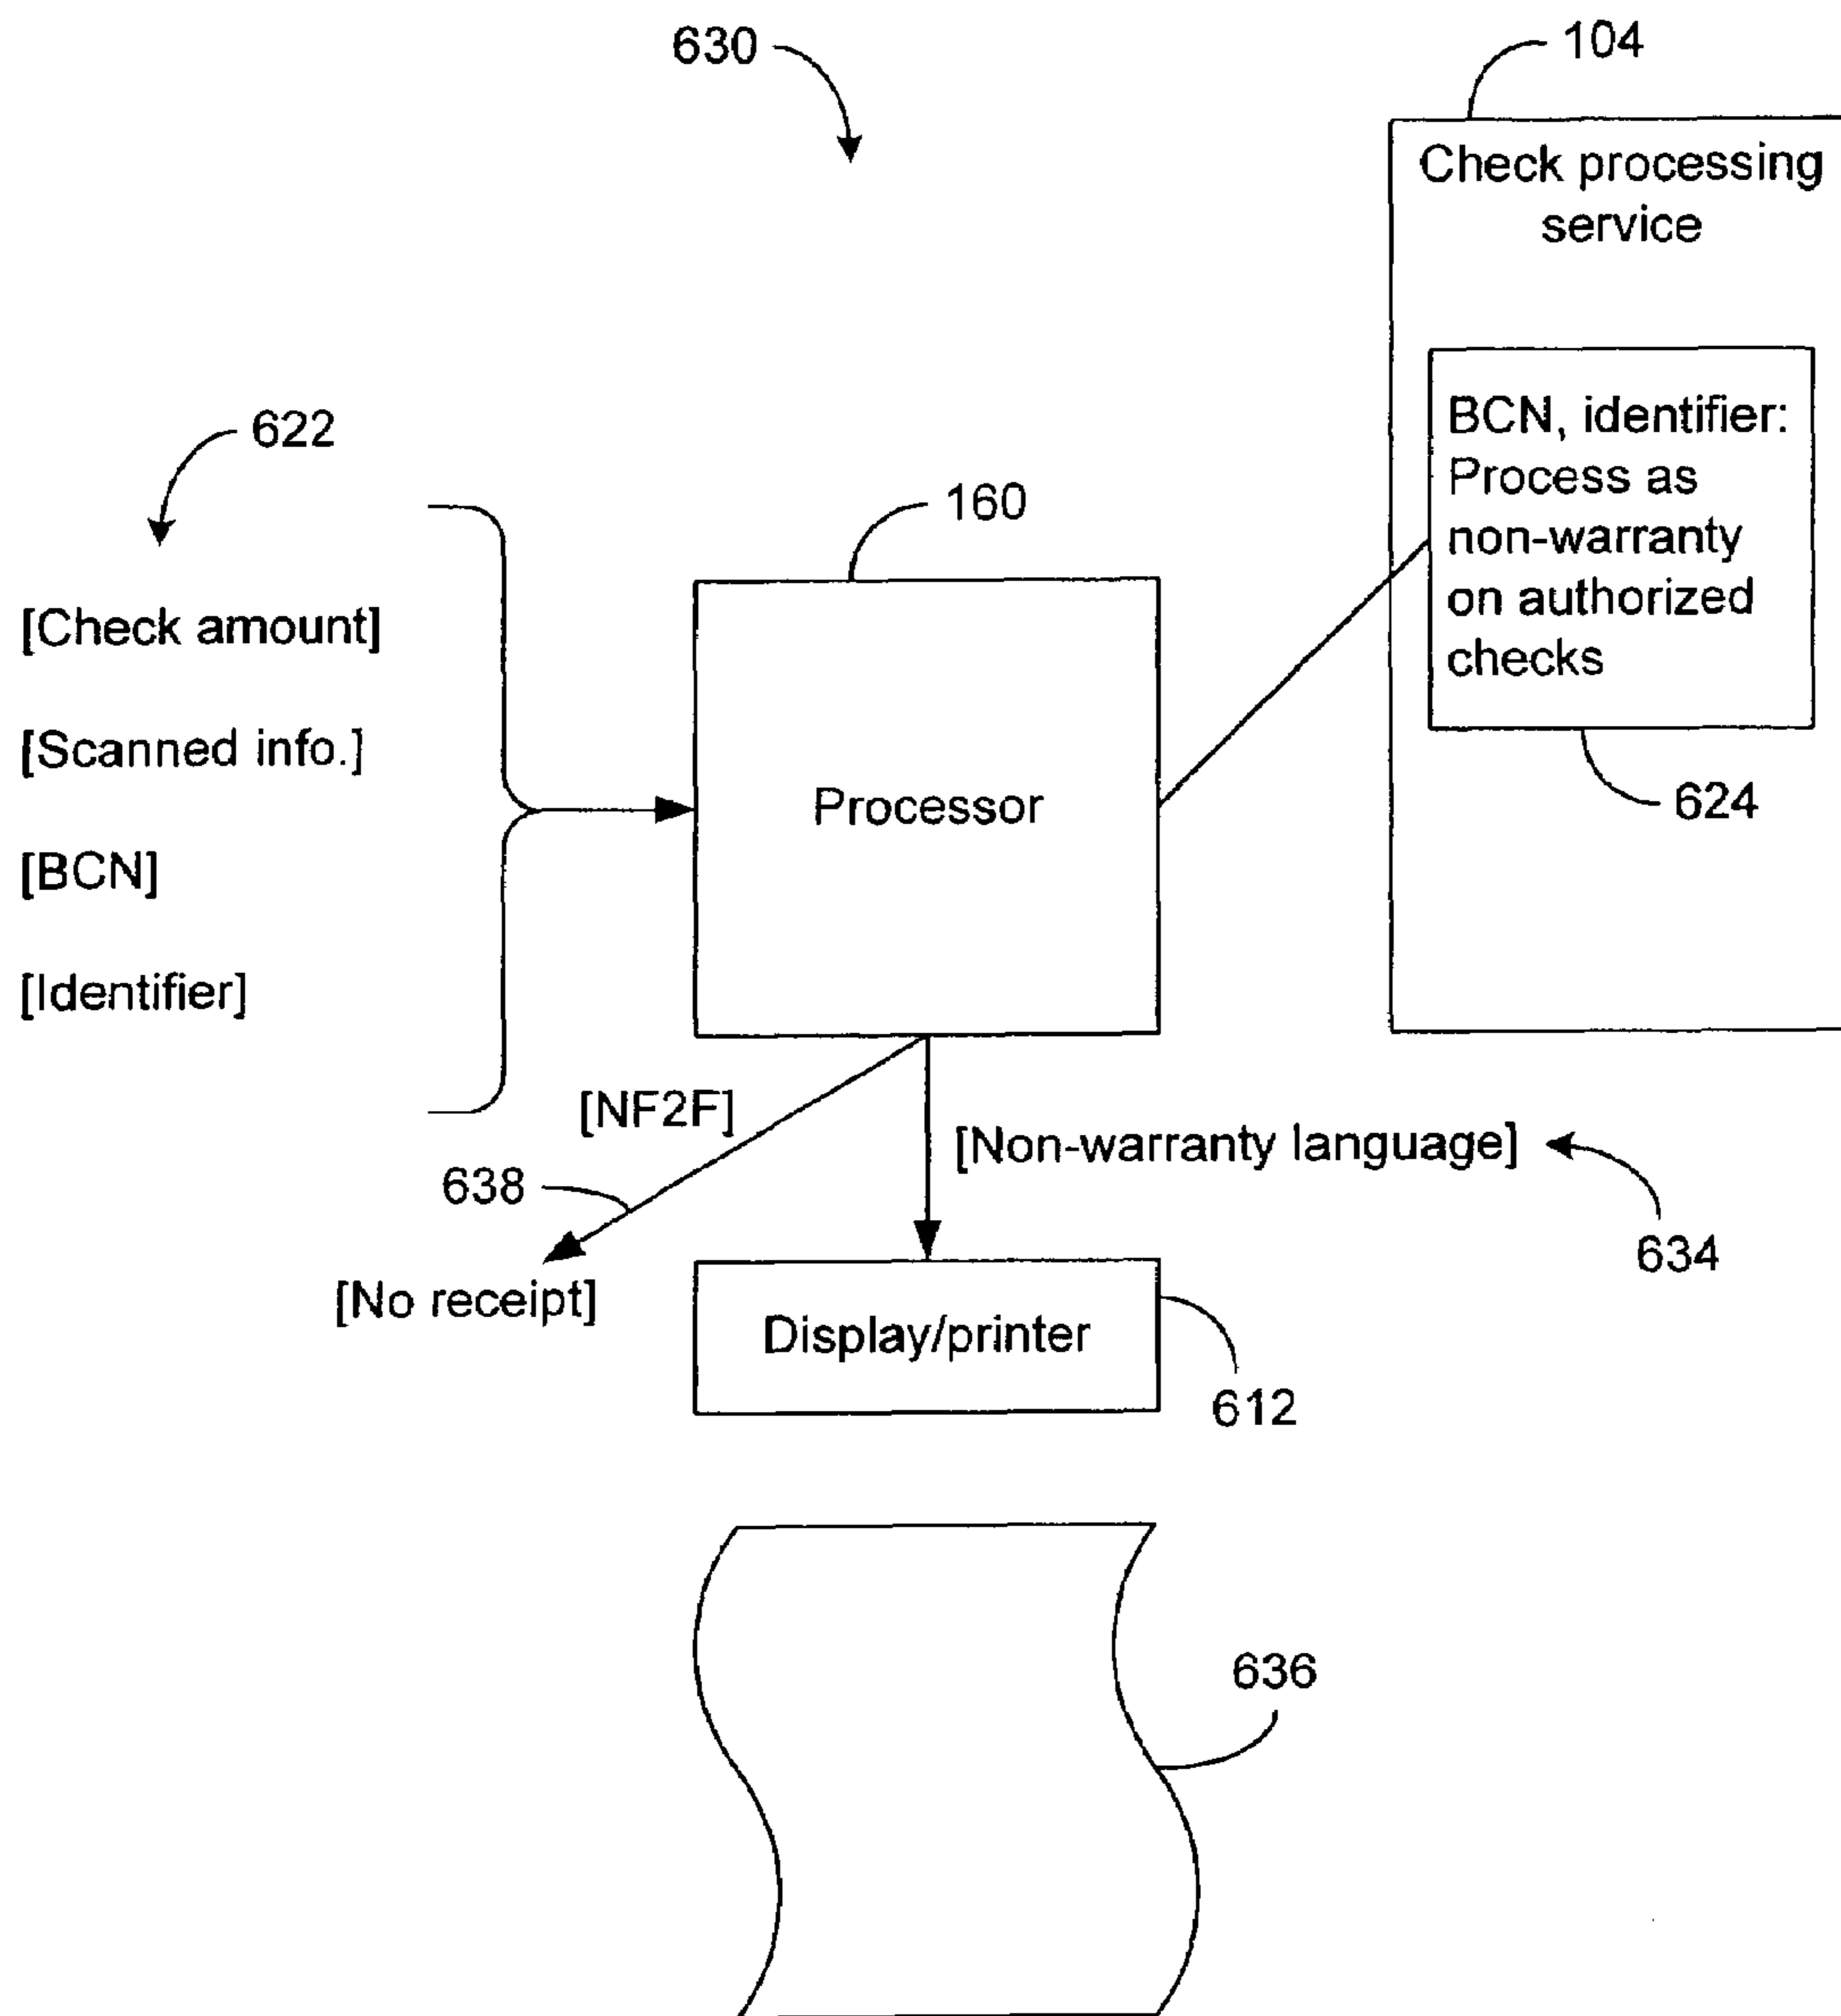 630
104
Check processing
service
622
BCN, identifier:
Process as
non-warranty
on authorized
checks
160
[Check amount]
[Scanned info.]
Processor
624
[BCN]
[Identifier]
[NF2F]
[Non-warranty language]
638
634
[No receipt]
Display/printer
612
636